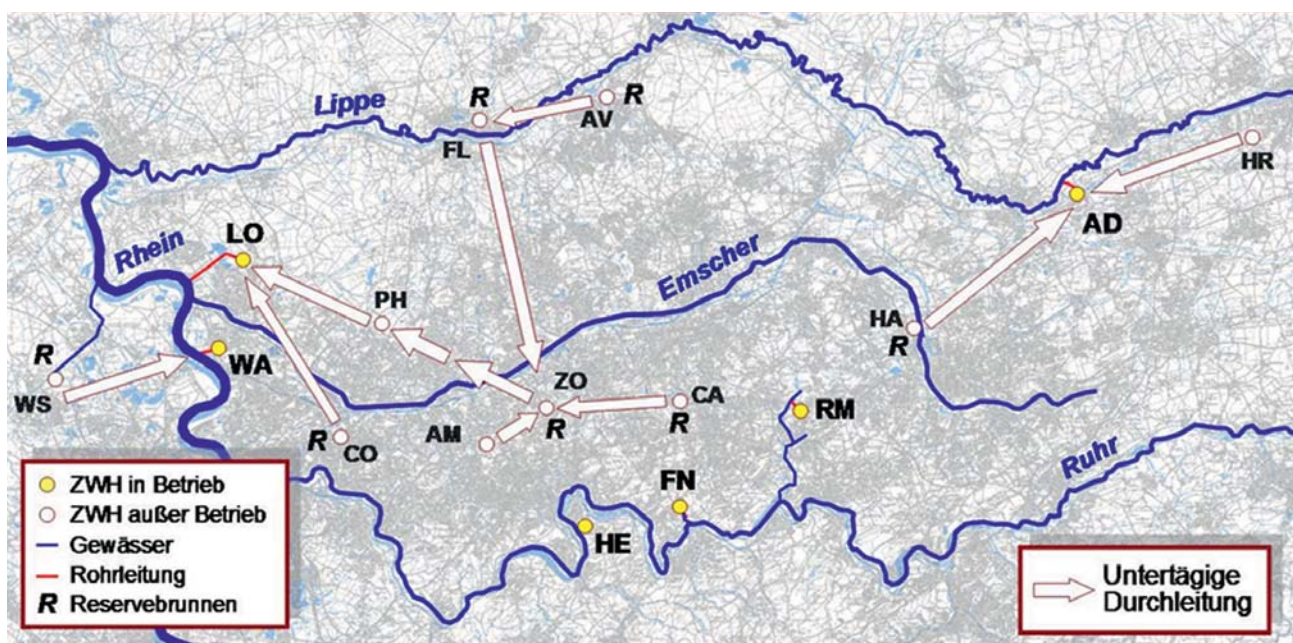 Lippe
R
R
AV
FL
HR
AD
LO
Rhein
Emscher
PH
HA
R
R
WA
WS
ZO
CA
R
R
AM
R
CO
RM
Ruhr
FN
HE
ZWH in Betrieb
ZWH außer Betrieb
Gewässer
Rohrleitung
R Reservebrunnen
Untertägige
Durchleitung